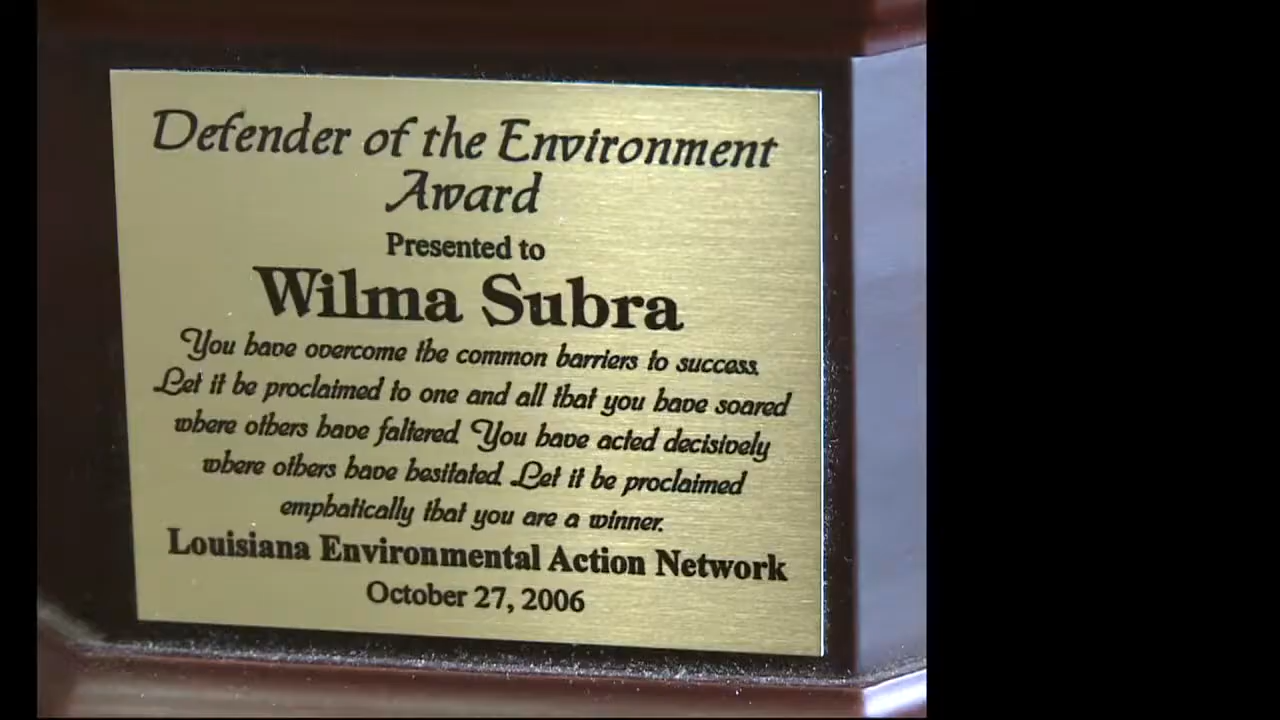 Defender of the Environment
Award
Presented to
Wilma Subra
You have overcome the common barriers to success.
Let it be proclaimed to one and all that you have soared
where others have faltered. You have acted decisively
where others have hesitated. Let it be proclaimed
emphatically that you are a winner.
Louisiana Environmental Action Network
October 27, 2006